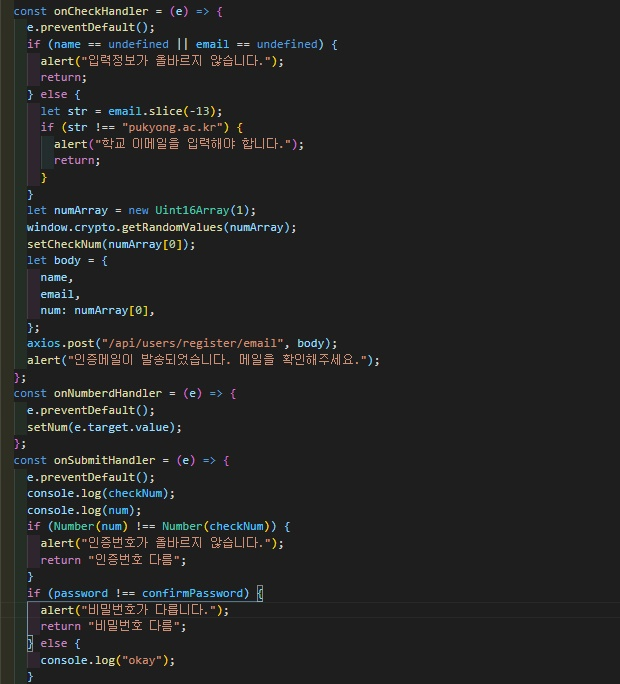 const onCheckHandler = (e) => {
e.preventDefault();
if (name == undefined || email == undefined) {
alert("입력정보가 올바르지 않습니다.");
return;
} else {
let str = email.slice(-13);
if (str !== "pukyong.ac.kr") {
alert("학교 이메일을 입력해야 합니다.");
return;
}
}
let numArray = new Uint16Array(1);
window.crypto.getRandomValues(numArray);
setCheckNum(numArray[0]);
let body = {
name,
email,
num: numArray[0],
};
axios.post("/api/users/register/email", body);
alert("인증메일이 발송되었습니다. 메일을 확인해주세요.");
};
const onNumberdHandler = (e) => {
e.preventDefault();
setNum(e.target.value);
};
const onSubmitHandler = (e) => {
e.preventDefault();
console.log(checkNum);
console.log(num);
if (Number(num) !== Number(checkNum)) {
alert("인증번호가 올바르지 않습니다.");
return "인증번호 다름";
}
if (password !== confirmPassword) {
alert("비밀번호가 다릅니다.");
return "비밀번호 다름";
} else {
console.log("okay");
}